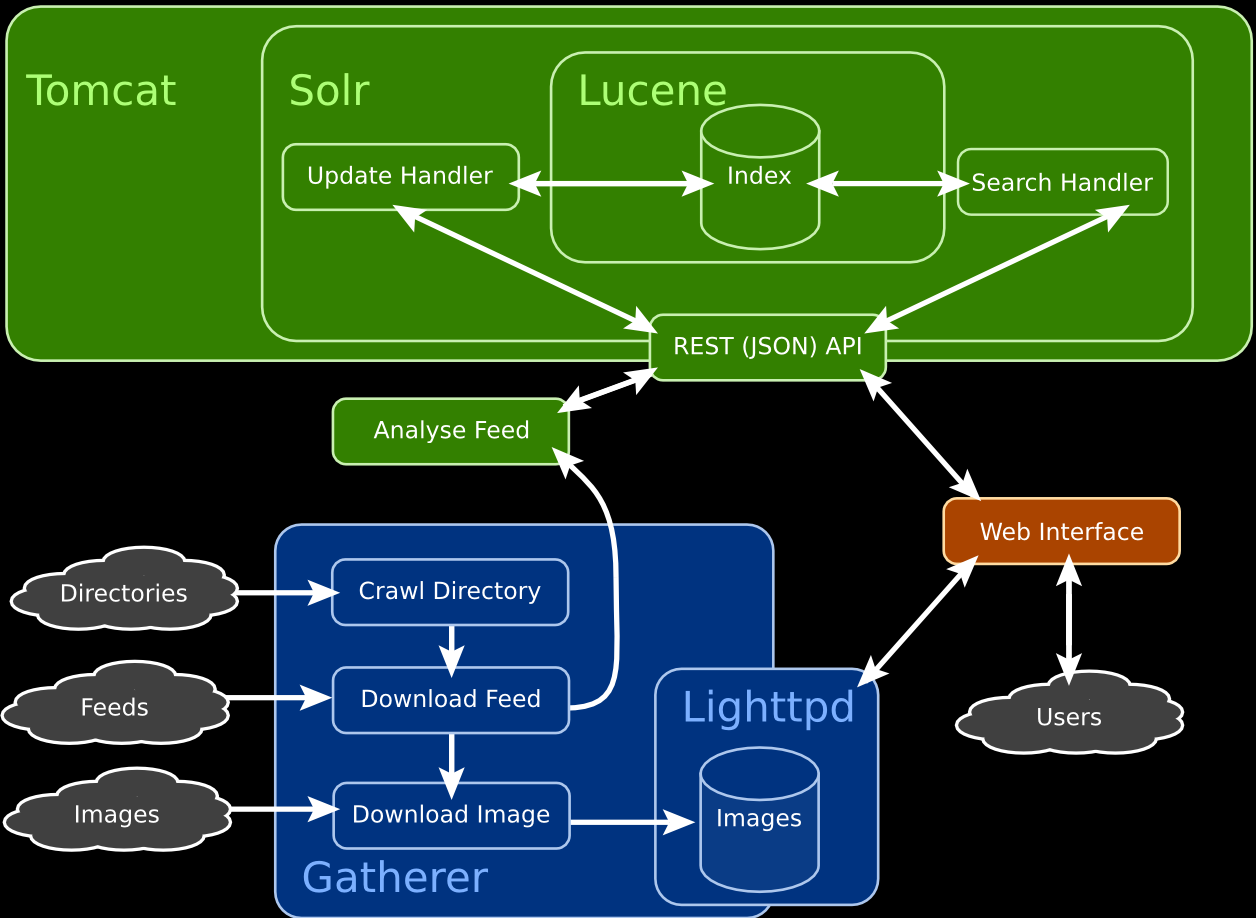 Tomcat
Solr
Lucene
Update Handler
Index
Search Handler
REST (JSON) API
Analyse Feed
Web Interface
Directories
Crawl Directory
Feeds
Download Feed
Lighttpd
Users
Images
Download Image
Images
Gatherer